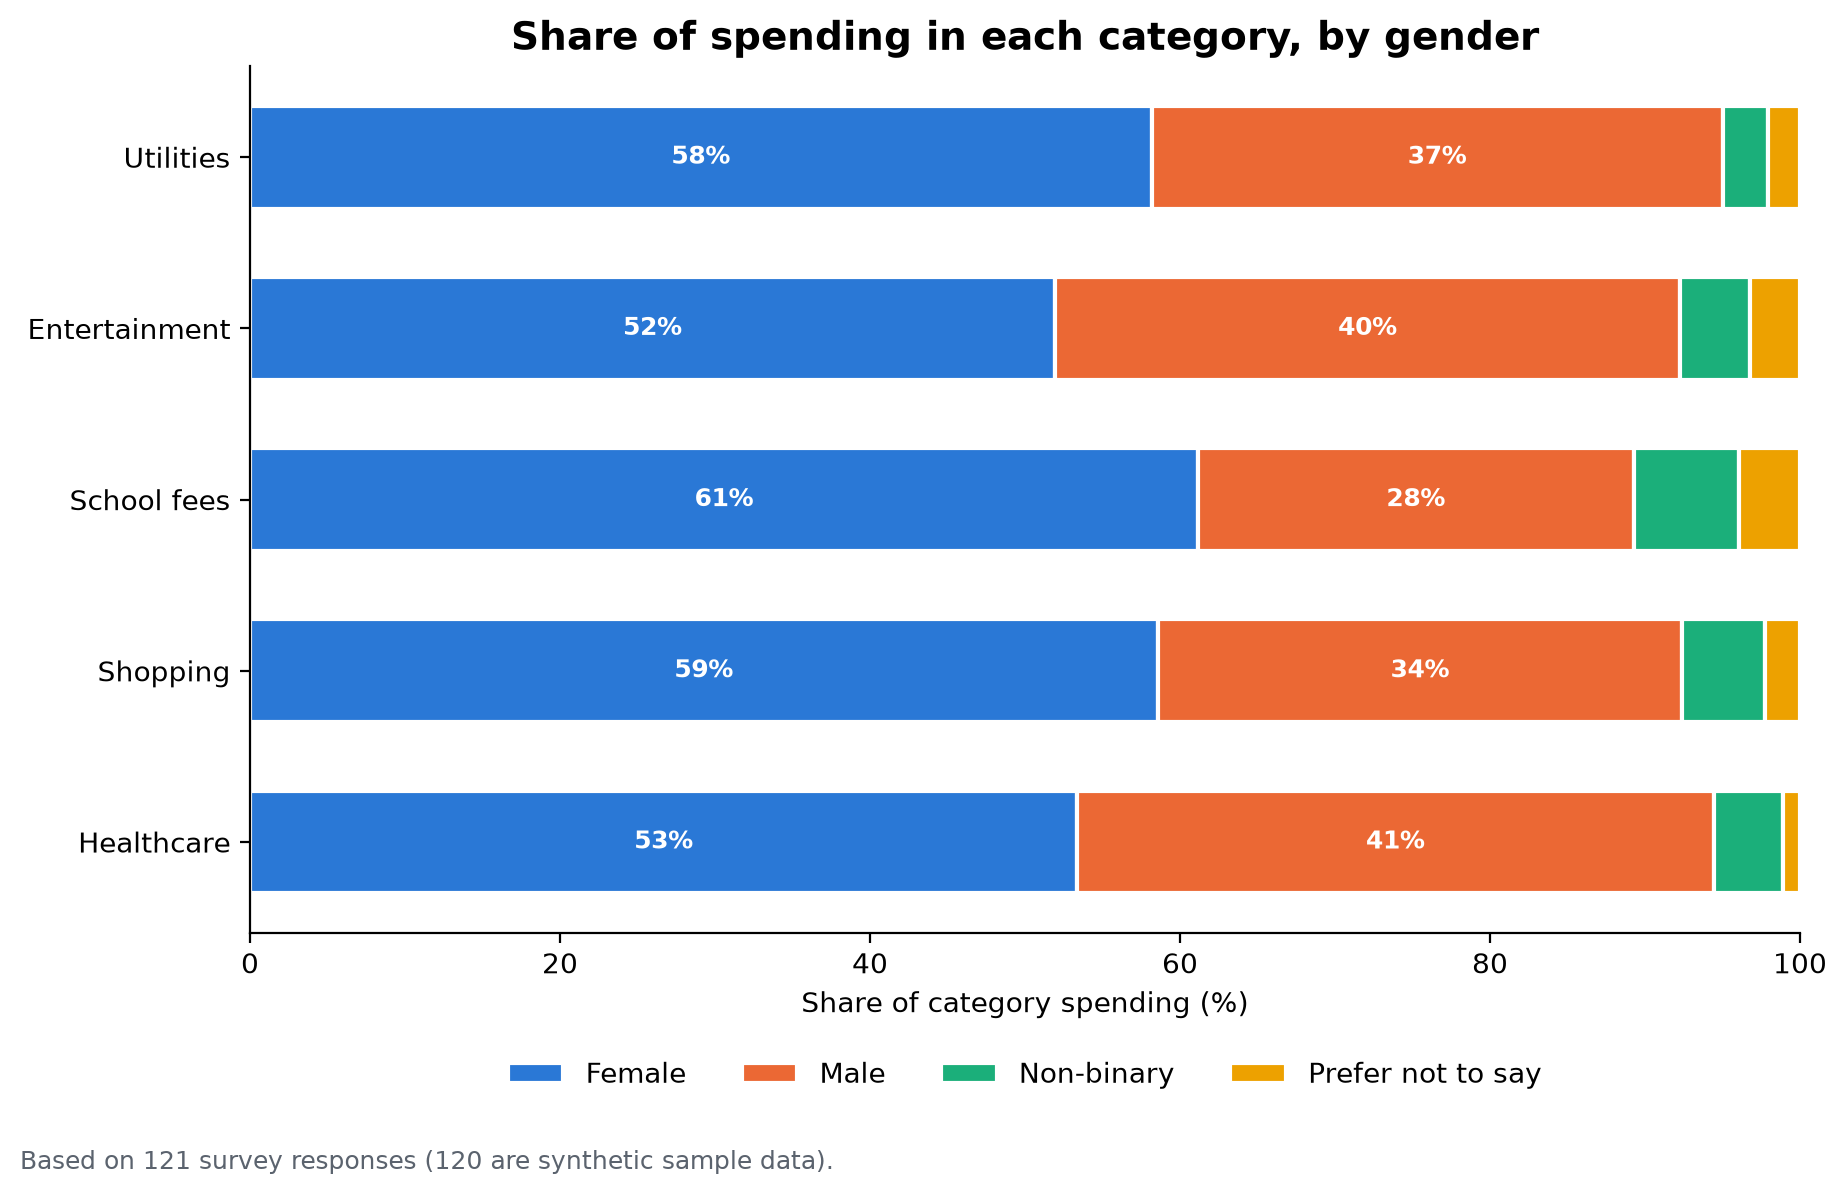 Share of spending in each category, by gender
Utilities 58% 37%
Entertainment 52% 40%
School fees 61% 28%
Shopping 59% 34%
Healthcare 53% 41%
0 20 40 60 80 100
Share of category spending (%)
Female Male Non-binary Prefer not to say
Based on 121 survey responses (120 are synthetic sample data).